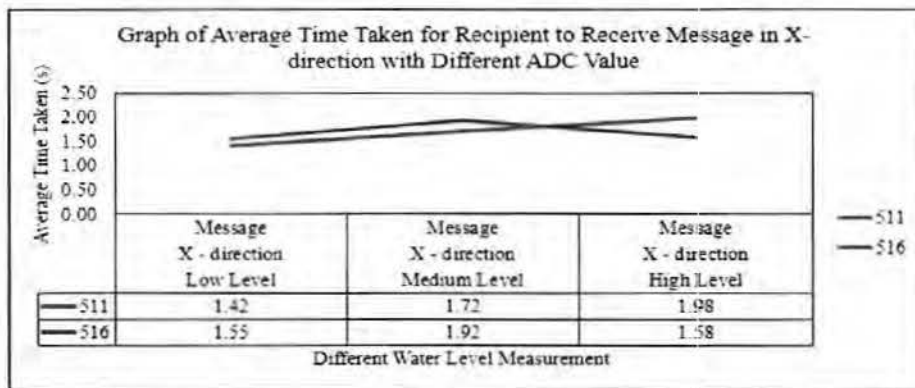 Graph of Average Time Taken for Recipient to Receive Message in X-
direction with Different ADC Value
Average Time Taken (s)
2.50
2.00
1.50
1.00
0.50
0.00
Message Message Message
X - direction X - direction X - direction
Low Level Medium Level High Level
511 1.42 1.72 1.98
516 1.55 1.92 1.58
Different Water Level Measurement
511
516